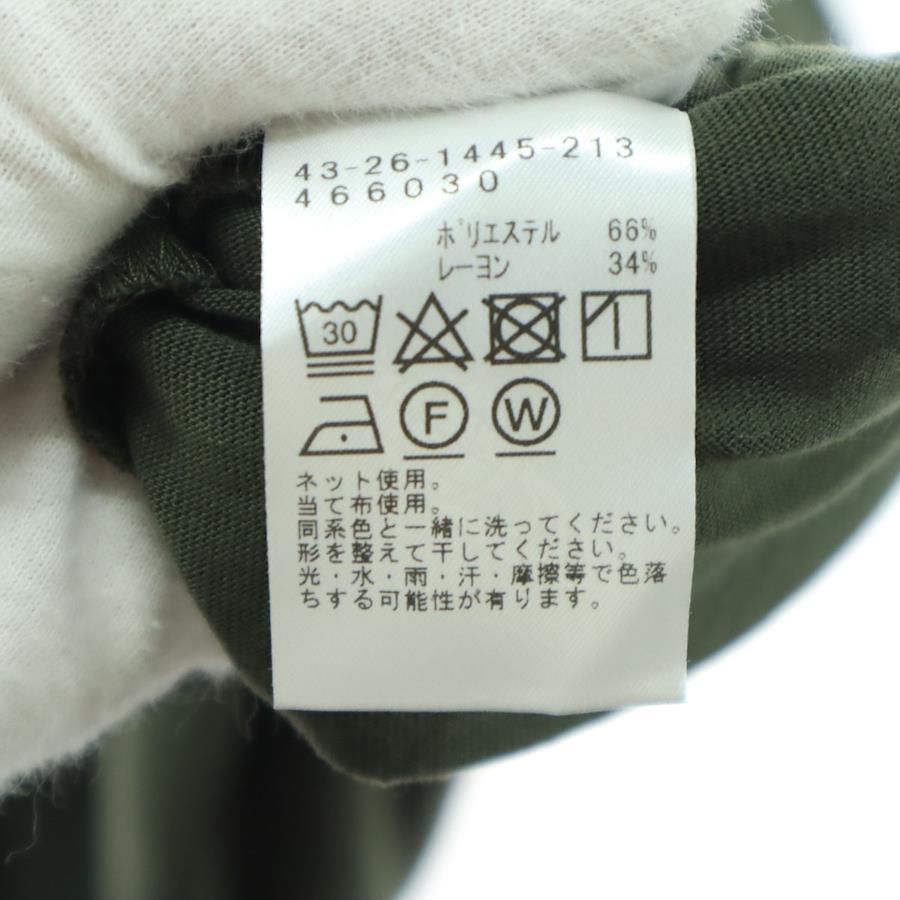 43-26-1445-213
466030
ポリエステル 66%
レーヨン 34%
30
F W
ネット使用。
当て布使用。
同系色と一緒に洗ってください。
形を整えて干してください。
光・水・雨・汗・摩擦等で色落
ちする可能性が有ります。